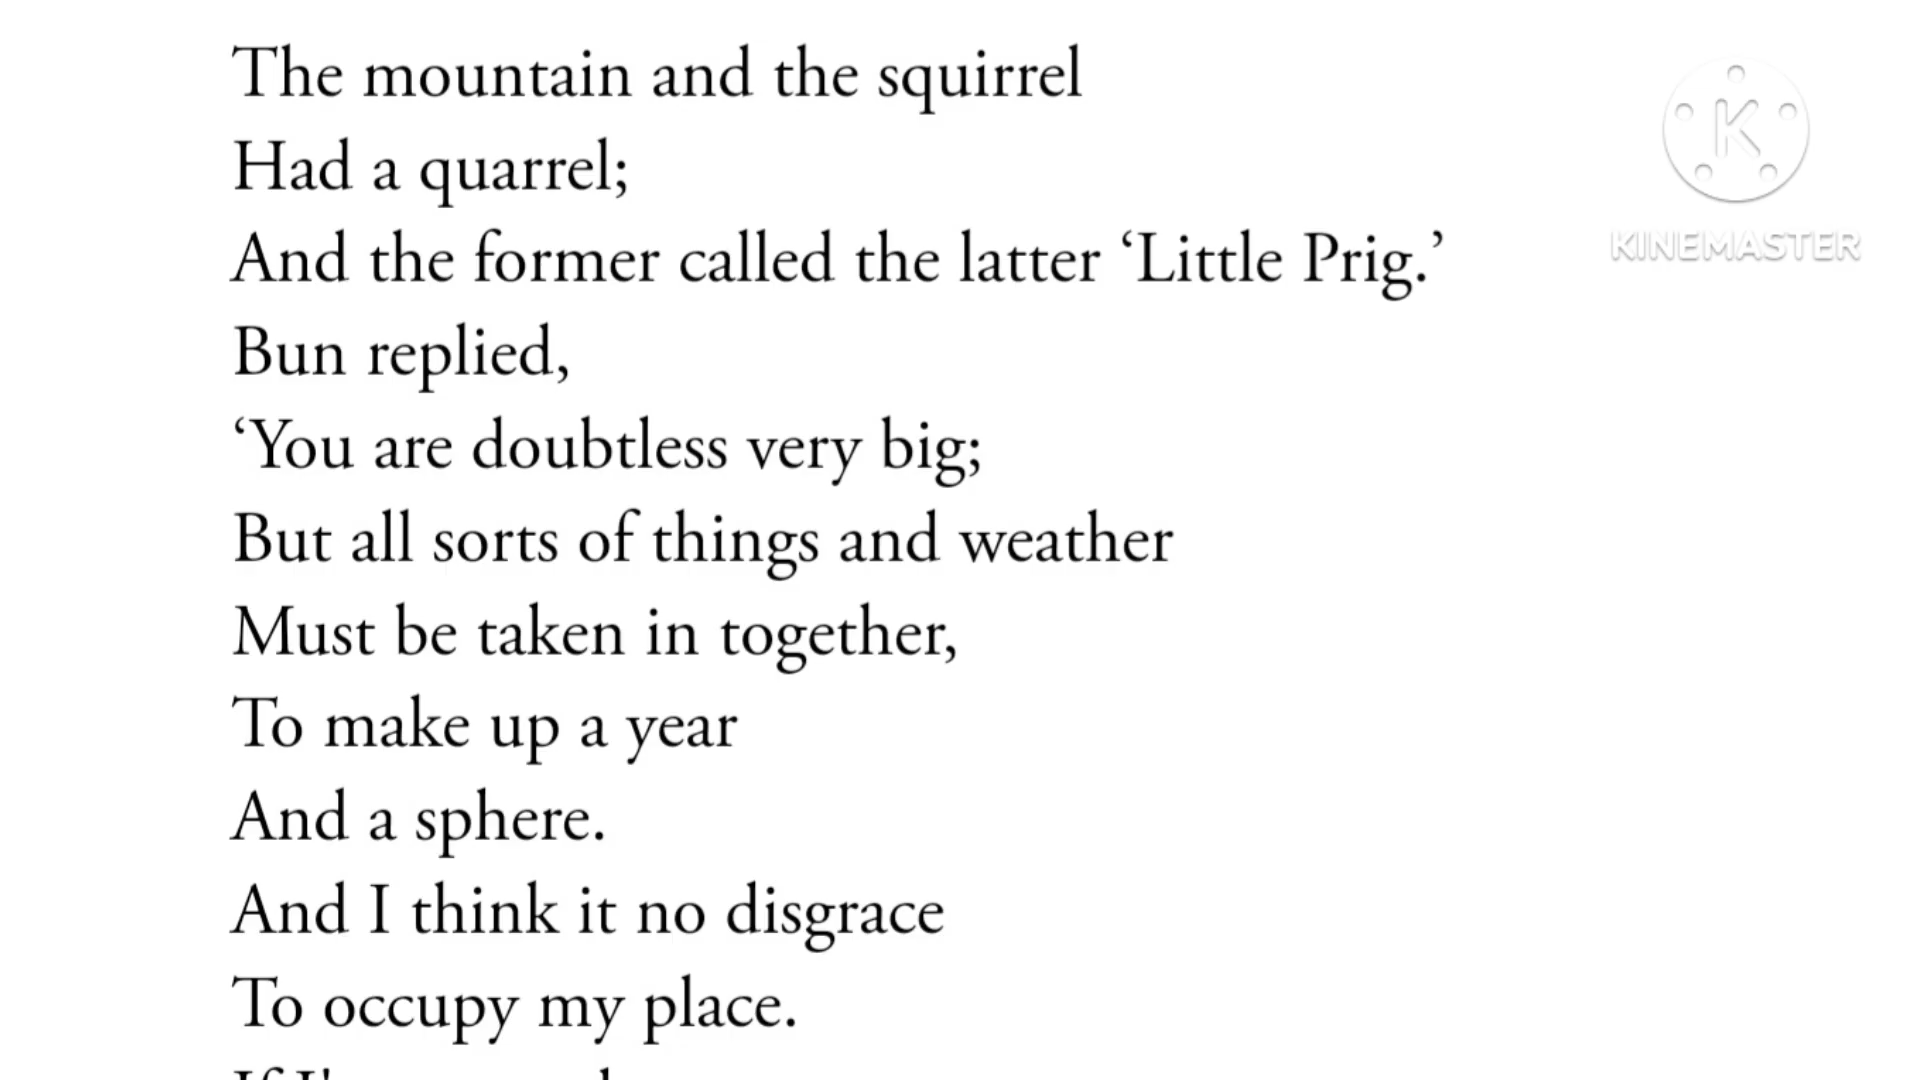 The mountain and the squirrel
Had a quarrel;
And the former called the latter ‘Little Prig.’
Bun replied,
‘You are doubtless very big;
But all sorts of things and weather
Must be taken in together,
To make up a year
And a sphere.
And I think it no disgrace
To occupy my place.
K
KINEMASTER